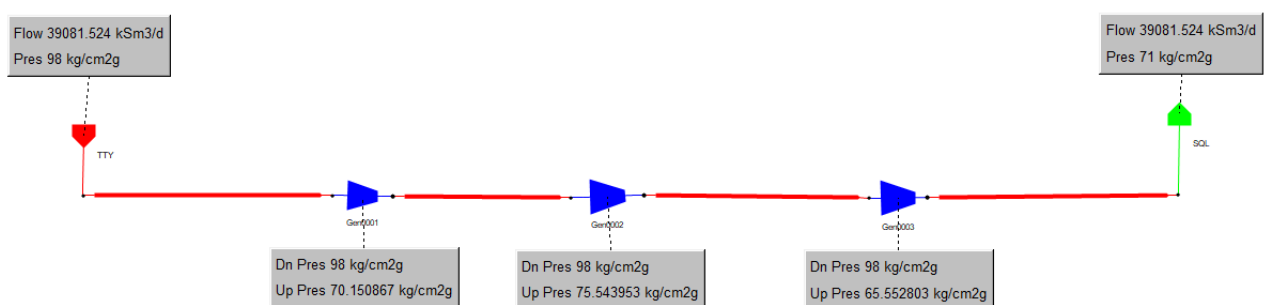 Flow 39081.524 kSm3/d
Pres 98 kg/cm2g
Flow 39081.524 kSm3/d
Pres 71 kg/cm2g
TTY
SQL
Gen0001
Gen0002
Gen0003
Dn Pres 98 kg/cm2g
Up Pres 70.150867 kg/cm2g
Dn Pres 98 kg/cm2g
Up Pres 75.543953 kg/cm2g
Dn Pres 98 kg/cm2g
Up Pres 65.552803 kg/cm2g